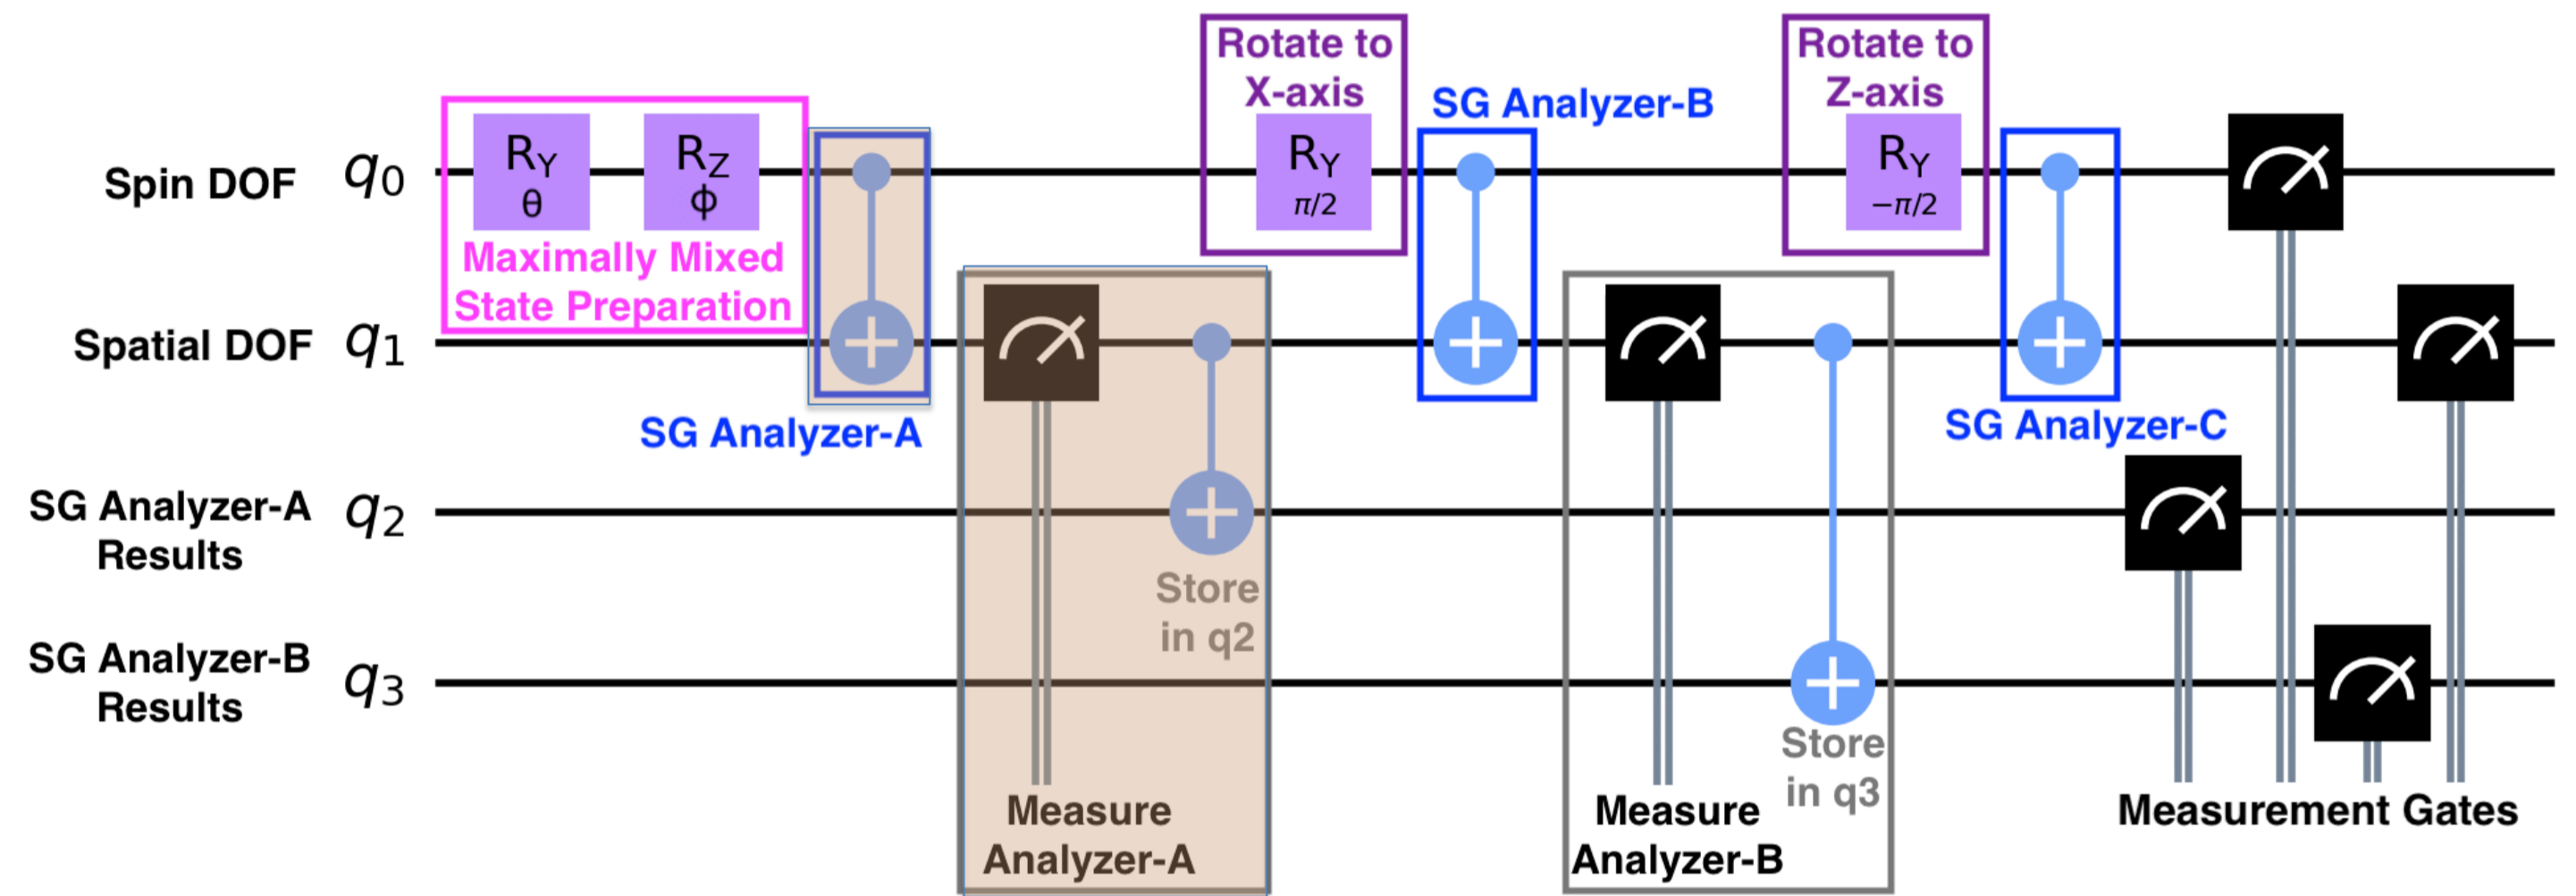 Rotate to
X-axis
Rotate to
Z-axis
SG Analyzer-B
Spin DOF
q0
RY
θ
RZ
ϕ
RY
π/2
RY
−π/2
Maximally Mixed
State Preparation
Spatial DOF
q1
SG Analyzer-A
SG Analyzer-C
SG Analyzer-A
Results
q2
Store
in q2
SG Analyzer-B
Results
q3
Store
in q3
Measure
Analyzer-A
Measure
Analyzer-B
Measurement Gates